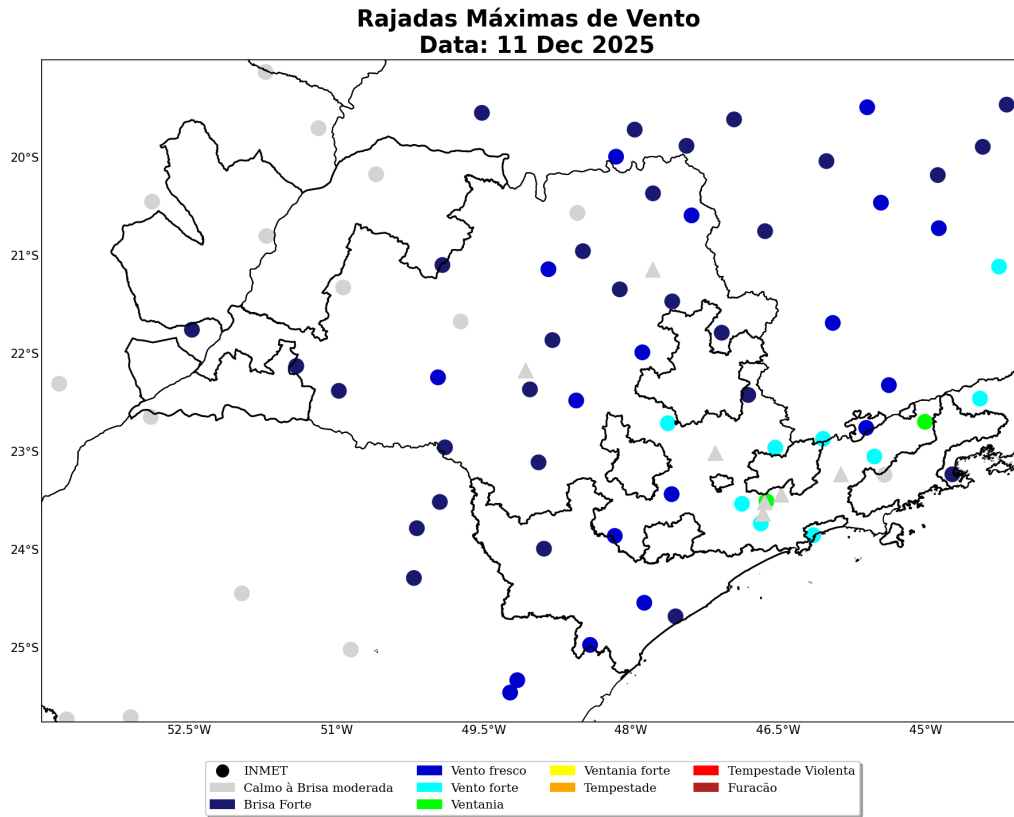 Rajadas Máximas de Vento
Data: 11 Dec 2025
20°S
21°S
22°S
23°S
24°S
25°S
52.5°W 51°W 49.5°W 48°W 46.5°W 45°W
INMET Vento fresco Ventania forte Tempestade Violenta
Calmo à Brisa moderada Vento forte Tempestade Furacão
Brisa Forte Ventania